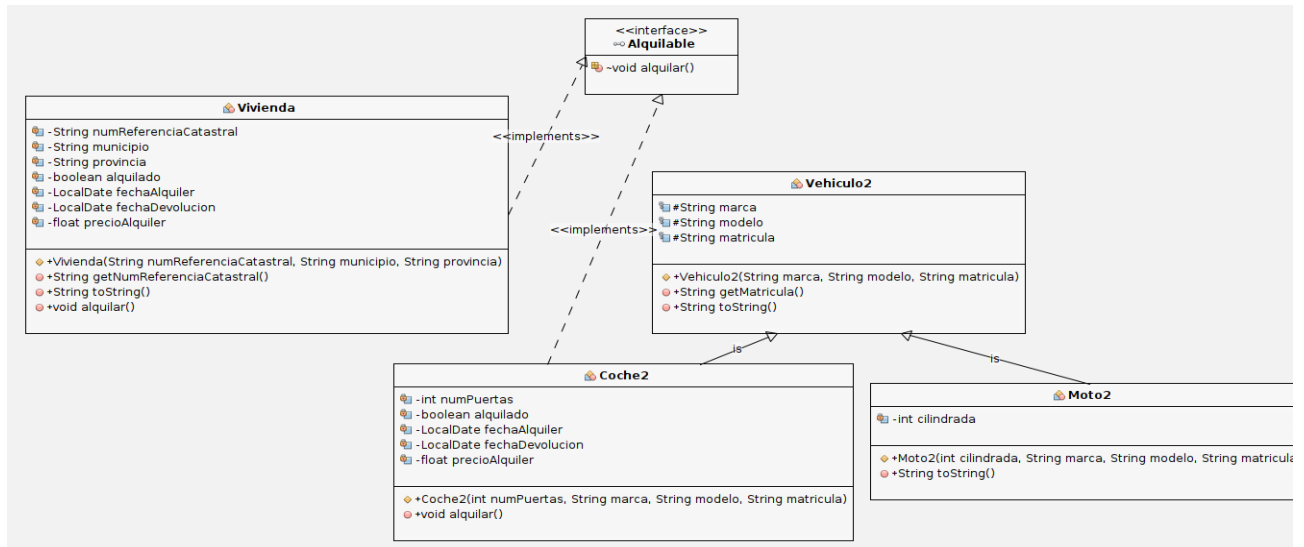 <<interface>>
Alquilable
~void alquilar()
Vivienda
-String numReferenciaCatastral
-String municipio
-String provincia
-boolean alquilado
-LocalDate fechaAlquiler
-LocalDate fechaDevolucion
-float precioAlquiler
+Vivienda(String numReferenciaCatastral, String municipio, String provincia)
+String getNumReferenciaCatastral()
+String toString()
+void alquilar()
<<implements>>
<<implements>>
Vehiculo2
#String marca
#String modelo
#String matricula
+Vehiculo2(String marca, String modelo, String matricula)
+String getMatricula()
+String toString()
is
is
Coche2
-int numPuertas
-boolean alquilado
-LocalDate fechaAlquiler
-LocalDate fechaDevolucion
-float precioAlquiler
+Coche2(int numPuertas, String marca, String modelo, String matricula)
+void alquilar()
Moto2
-int cilindrada
+Moto2(int cilindrada, String marca, String modelo, String matricula
+String toString()